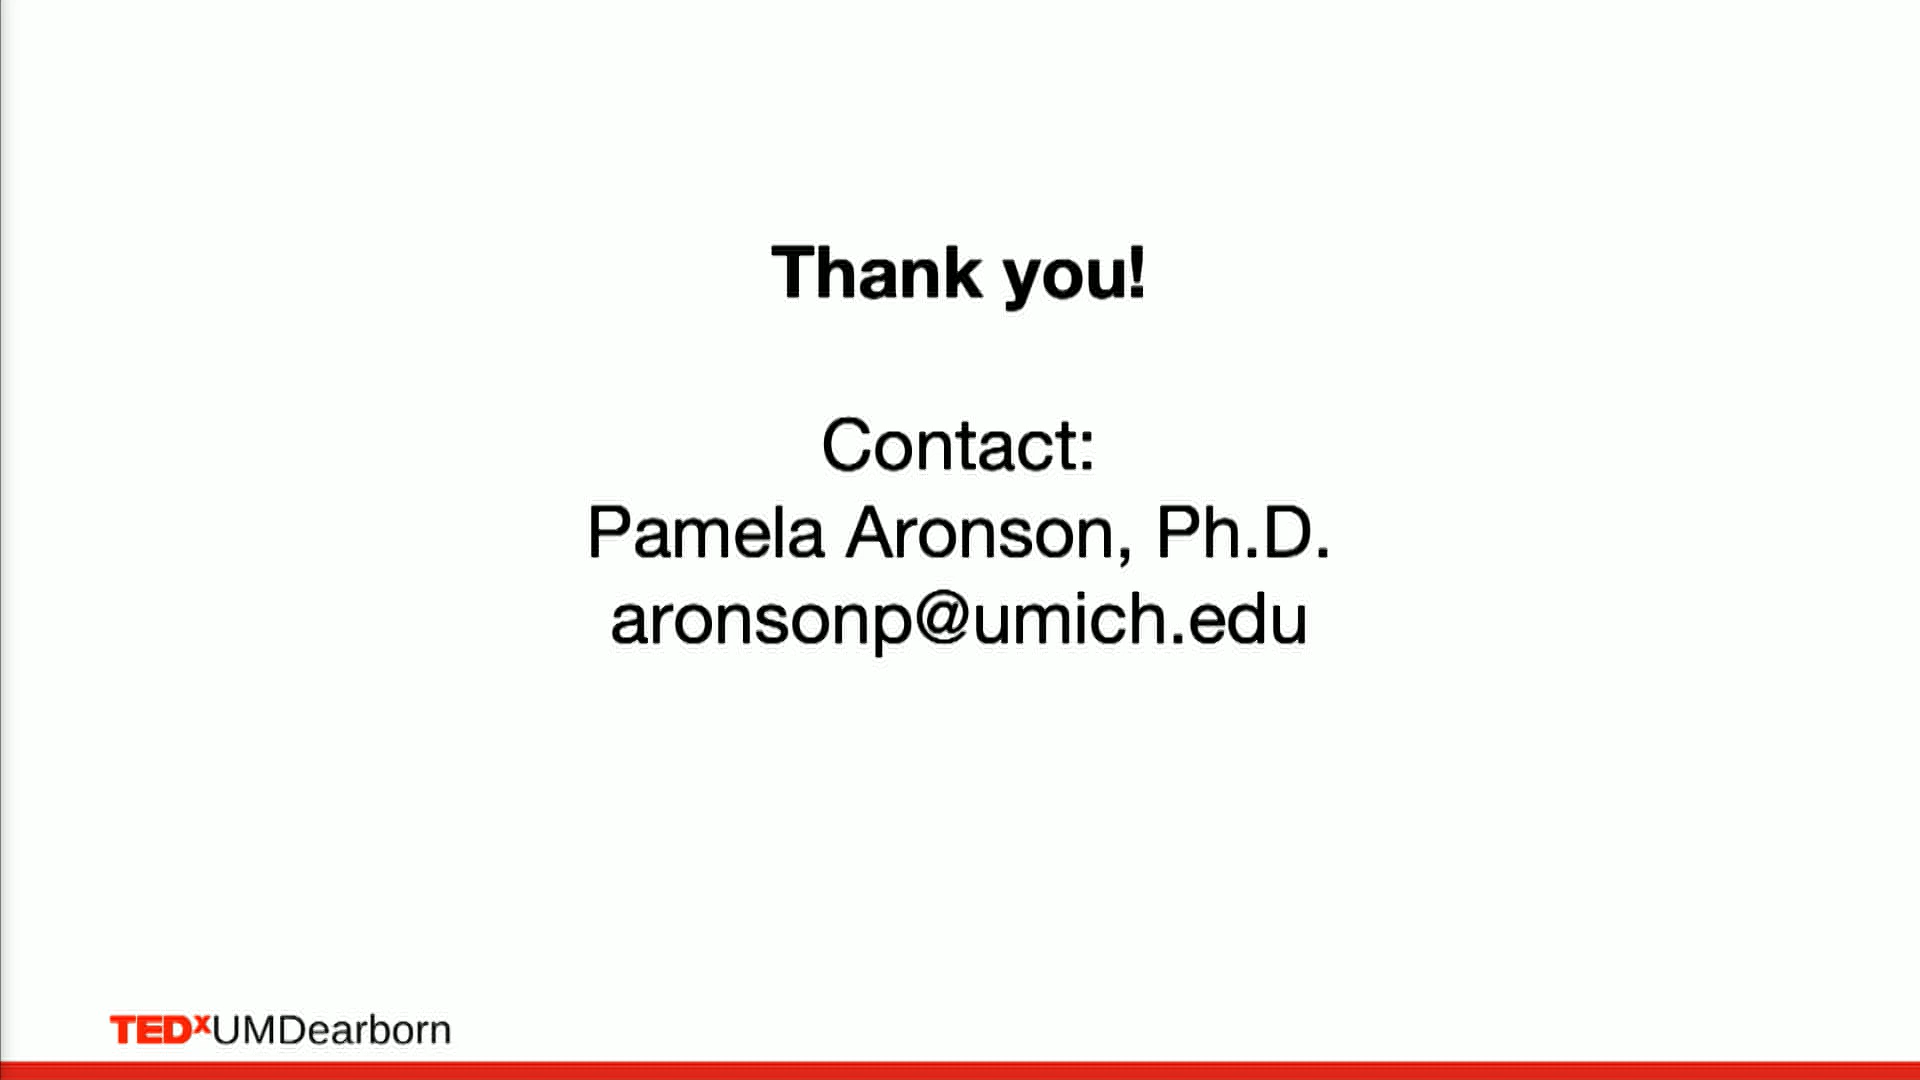 Thank you!
Contact:
Pamela Aronson, Ph.D.
aronsonp@umich.edu
TEDxUMDearborn